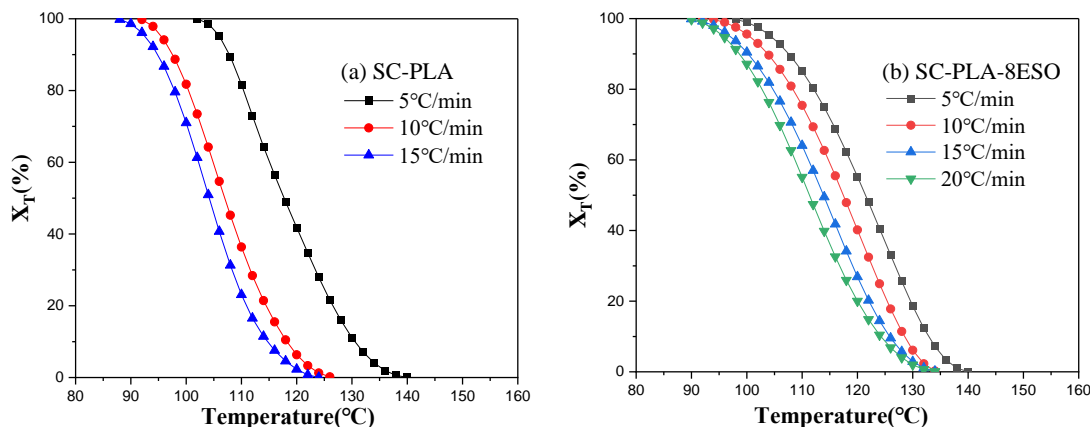 100
80
60
40
20
0
X_T(%)
80 90 100 110 120 130 140 150 160
Temperature(℃)
(a) SC-PLA
5℃/min
10℃/min
15℃/min
100
80
60
40
20
0
X_T(%)
80 90 100 110 120 130 140 150 160
Temperature(℃)
(b) SC-PLA-8ESO
5℃/min
10℃/min
15℃/min
20℃/min